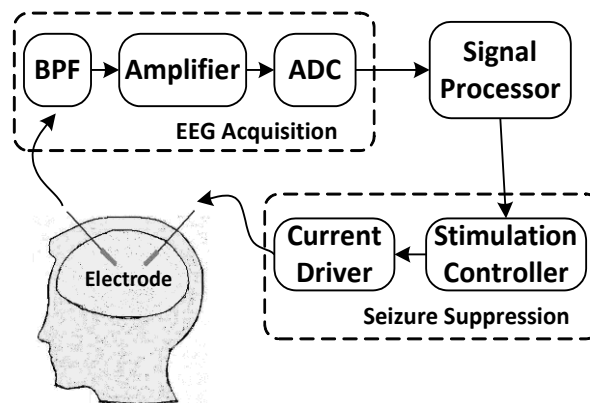 BPF
Amplifier
ADC
EEG Acquisition
Signal
Processor
Current
Driver
Stimulation
Controller
Seizure Suppression
Electrode